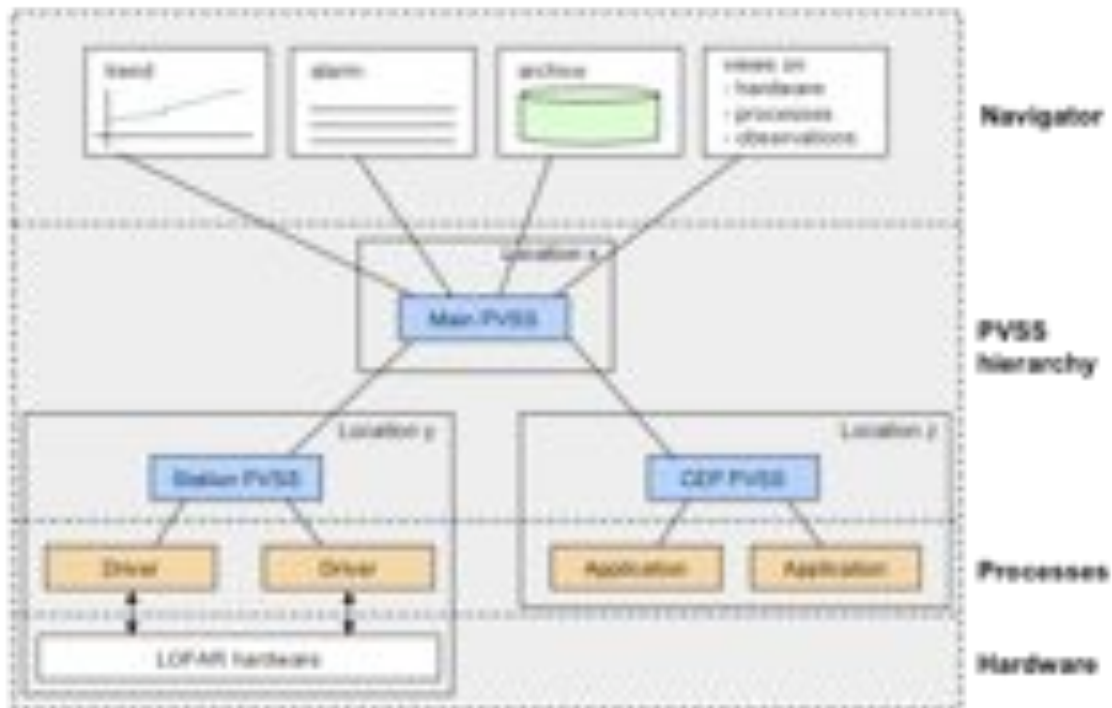 trend
alarm
archive
views on
- hardware
- processes
- observations
Navigator
Location x
Main PVSS
PVSS
hierarchy
Location y
Location z
Station PVSS
CEP PVSS
Driver
Driver
Application
Application
Processes
LOFAR hardware
Hardware